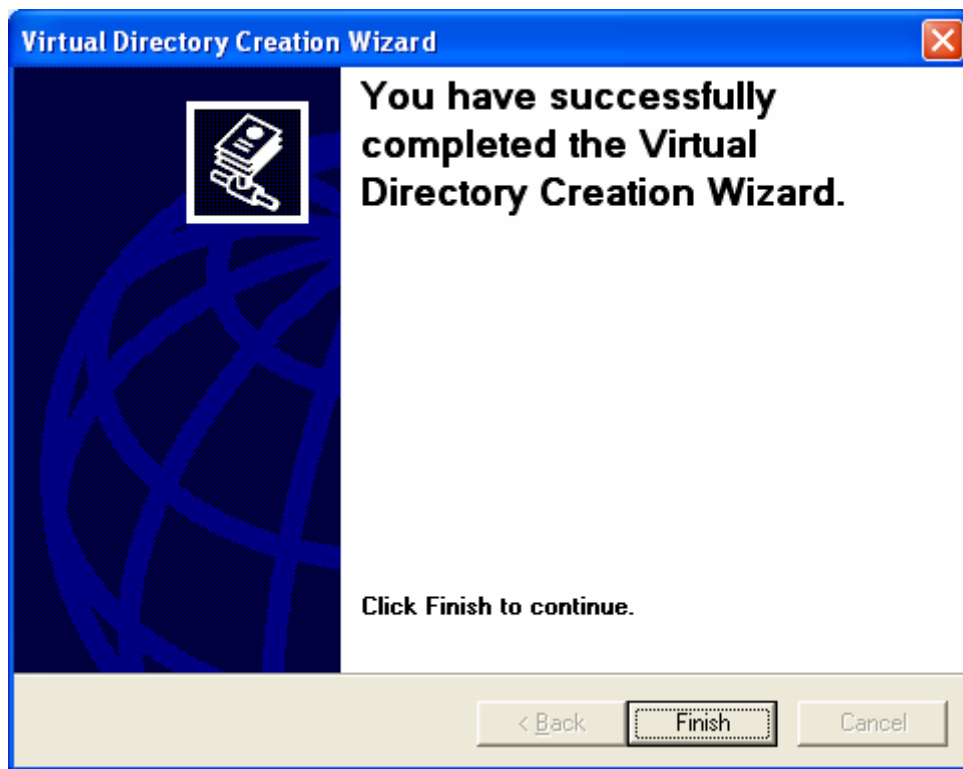 Virtual Directory Creation Wizard
You have successfully
completed the Virtual
Directory Creation Wizard.
Click Finish to continue.
< Back Finish Cancel